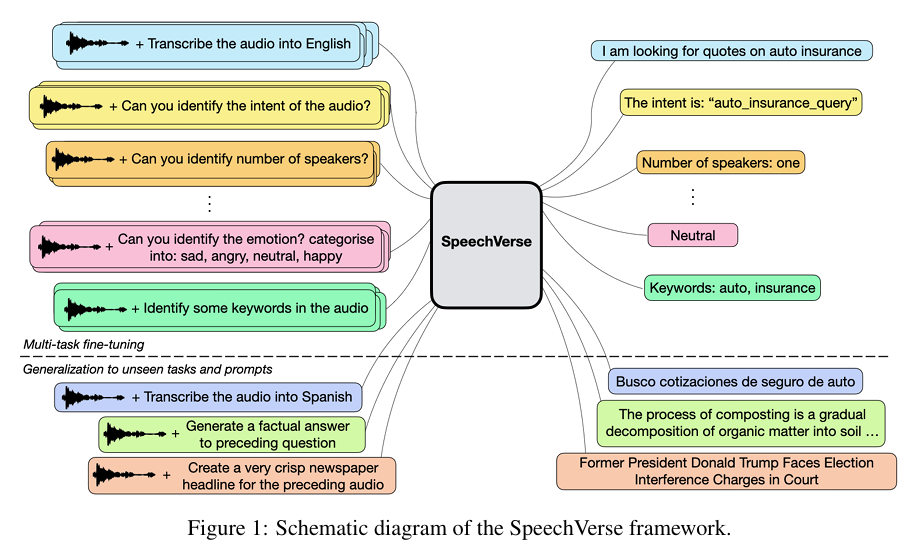 + Transcribe the audio into English
+ Can you identify the intent of the audio?
+ Can you identify number of speakers?
+ Can you identify the emotion? categorise
into: sad, angry, neutral, happy
+ Identify some keywords in the audio
Multi-task fine-tuning
Generalization to unseen tasks and prompts
+ Transcribe the audio into Spanish
+ Generate a factual answer
to preceding question
+ Create a very crisp newspaper
headline for the preceding audio
SpeechVerse
I am looking for quotes on auto insurance
The intent is: “auto_insurance_query”
Number of speakers: one
Neutral
Keywords: auto, insurance
Busco cotizaciones de seguro de auto
The process of composting is a gradual
decomposition of organic matter into soil ...
Former President Donald Trump Faces Election
Interference Charges in Court
Figure 1: Schematic diagram of the SpeechVerse framework.